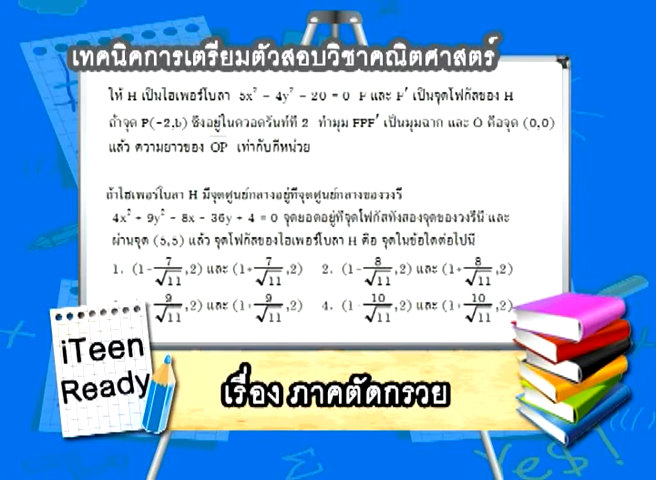 เทคนิคการเตรียมตัวสอบวิชาคณิตศาสตร์
ให้ H เป็นไฮเพอร์โบลา 5x² - 4y² - 20 = 0 F และ F′ เป็นจุดโฟกัสของ H
ถ้าจุด P(-2,b) ซึ่งอยู่ในควอดรันท์ที่ 2 ทำมุม FPF′ เป็นมุมฉาก และ O คือจุด (0,0)
แล้ว ความยาวของ OP เท่ากับกี่หน่วย
ถ้าไฮเพอร์โบลา H มีจุดศูนย์กลางอยู่ที่จุดศูนย์กลางของวงรี
4x² + 9y² - 8x - 36y + 4 = 0 จุดยอดอยู่ที่จุดโฟกัสทั้งสองจุดของวงรีนี้ และ
ผ่านจุด (5,5) แล้ว จุดโฟกัสของไฮเพอร์โบลา H คือ จุดในข้อใดต่อไปนี้
1. (1-7/√11,2) และ (1+7/√11,2) 2. (1-8/√11,2) และ (1+8/√11,2)
(1-9/√11,2) และ (1+9/√11,2) 4. (1-10/√11,2) และ (1+10/√11,2)
iTeen
Ready
เรื่อง ภาคตัดกรวย
Yes!